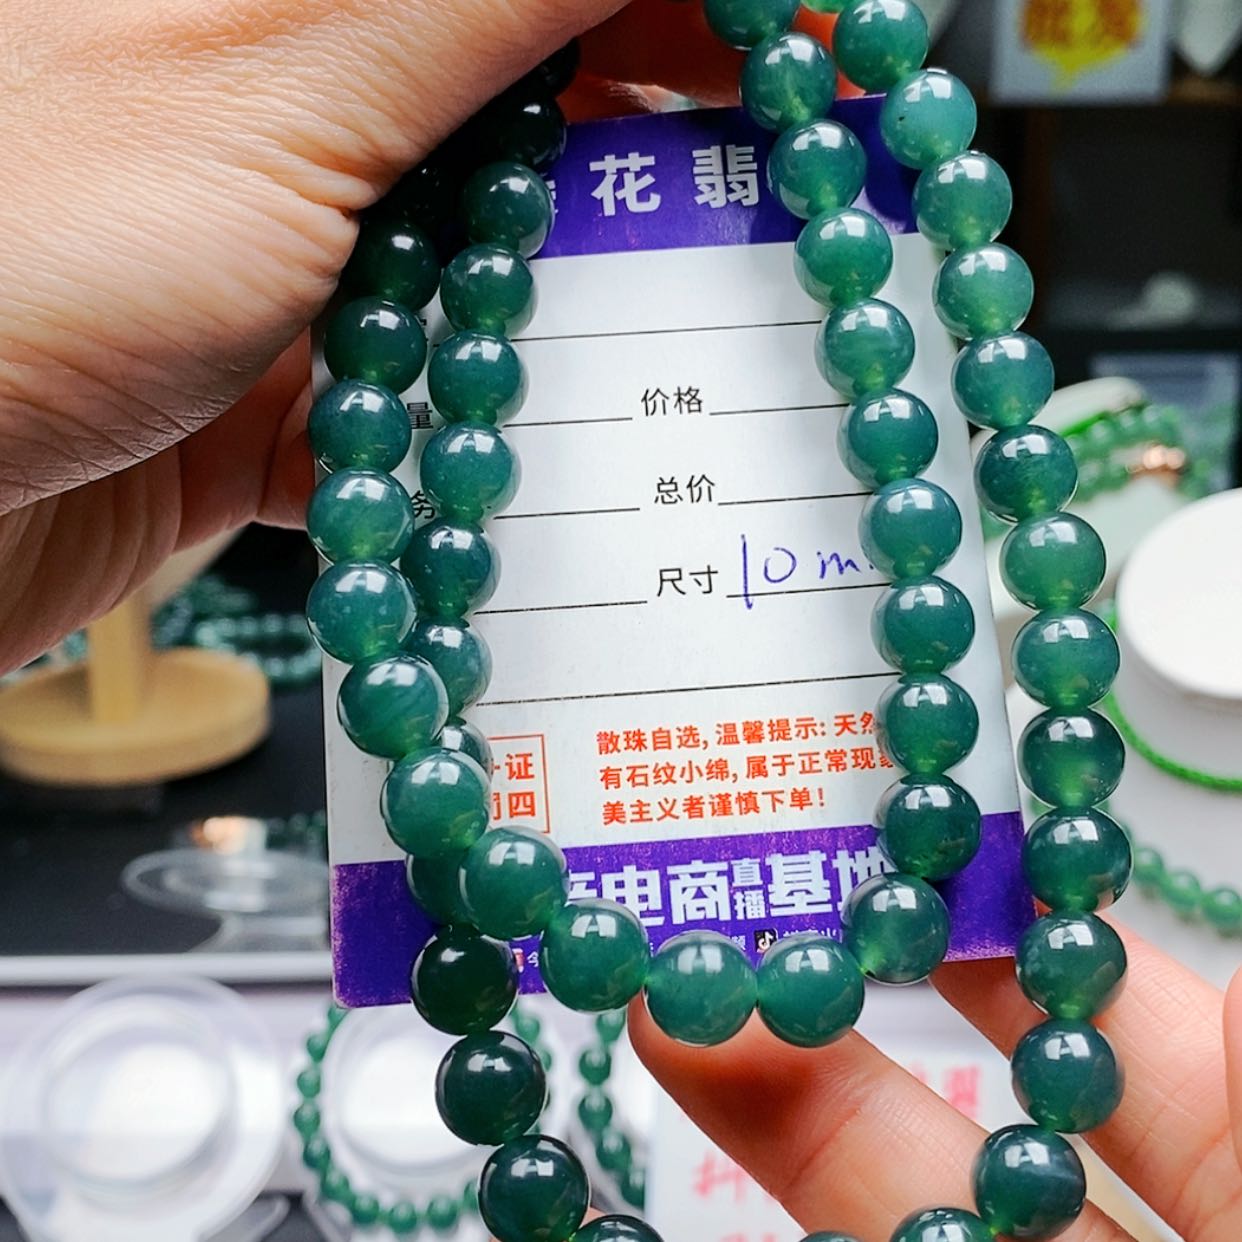 花翡
量 价格
务 总价
尺寸 10 m
散珠自选,温馨提示:天然
有石纹小绵,属于正常现象
美主义者谨慎下单!
证
四
电商直播基地